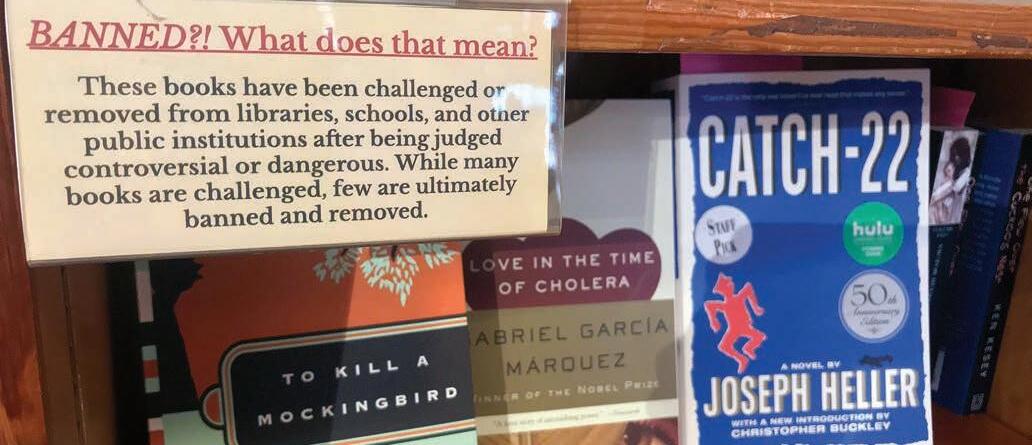 BANNED?! What does that mean?
These books have been challenged or
removed from libraries, schools, and other
public institutions after being judged
controversial or dangerous. While many
books are challenged, few are ultimately
banned and removed.
TO KILL A
MOCKINGBIRD
LOVE IN THE TIME
OF CHOLERA
ABRIEL GARCÍA
MÁRQUEZ
INNER OF THE NOBEL PRIZE
CATCH-22
STAFF
PICK
hulu
50th
Anniversary
Edition
A NOVEL BY
JOSEPH HELLER
WITH A NEW INTRODUCTION BY
CHRISTOPHER BUCKLEY
KEN KESEY